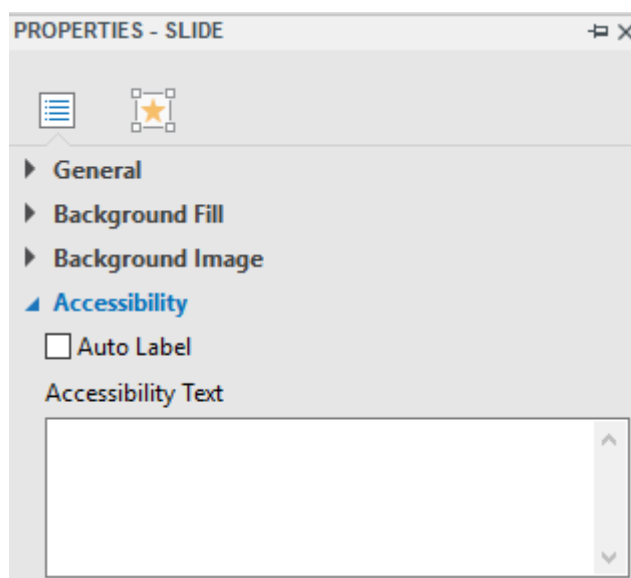 PROPERTIES - SLIDE
General
Background Fill
Background Image
Accessibility
Auto Label
Accessibility Text